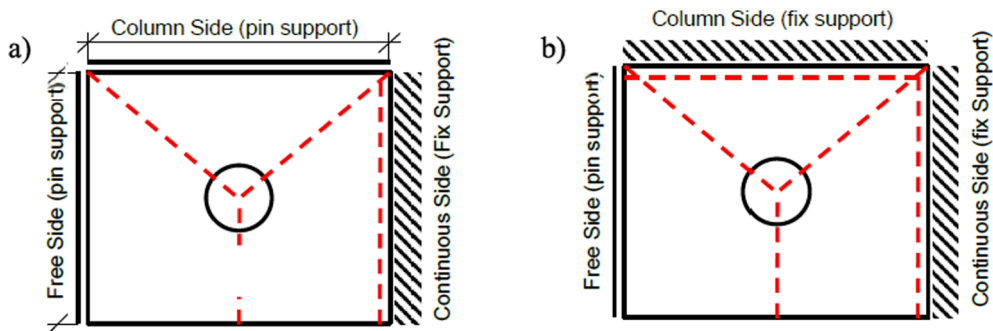 a)
Column Side (pin support)
Free Side (pin support)
Continuous Side (Fix Support)
b)
Column Side (fix support)
Free Side (pin support)
Continuous Side (fix Support)